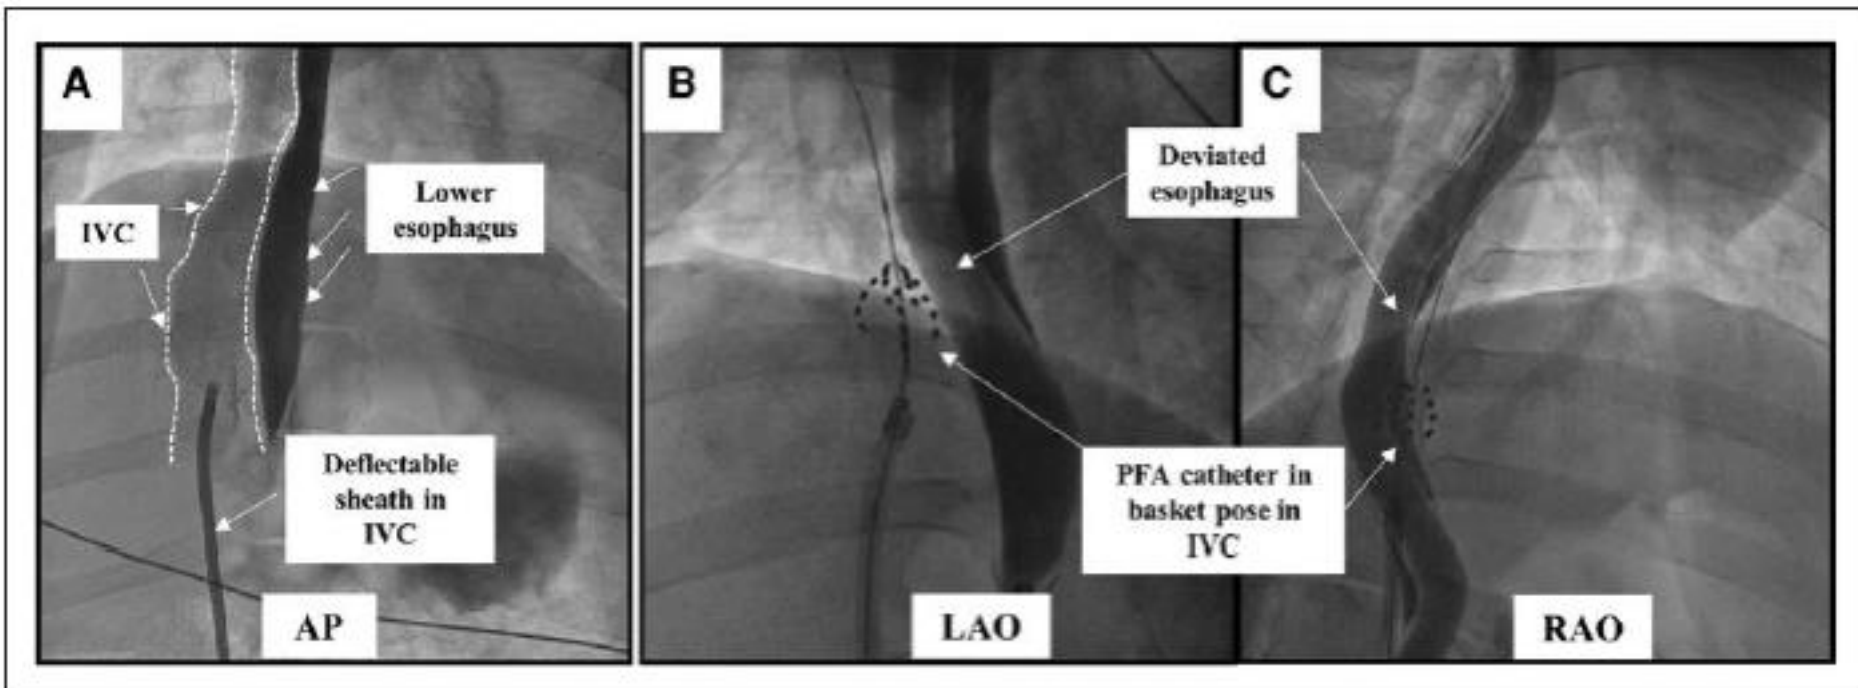 A
IVC
Lower
esophagus
Deflectable
sheath in
IVC
AP
B
Deviated
esophagus
PFA catheter in
basket pose in
IVC
LAO
C
RAO